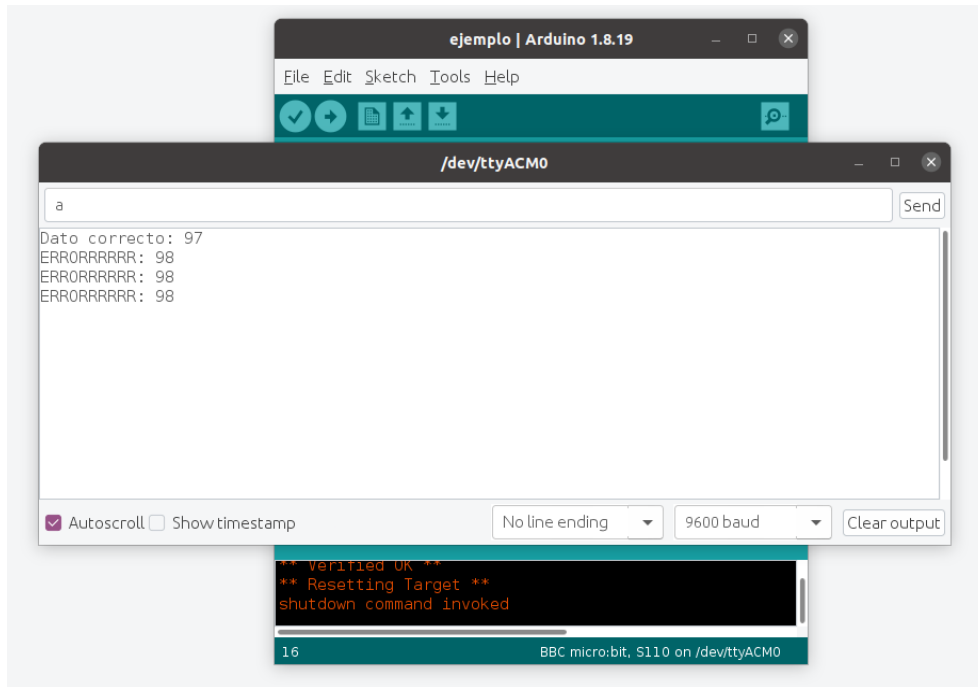 ejemplo | Arduino 1.8.19
File Edit Sketch Tools Help
/dev/ttyACM0
a
Send
Dato correcto: 97
ERRORRRRRR: 98
ERRORRRRRR: 98
ERRORRRRRR: 98
Autoscroll Show timestamp No line ending 9600 baud Clear output
** Verified OK **
** Resetting Target **
shutdown command invoked
16 BBC micro:bit, S110 on /dev/ttyACM0